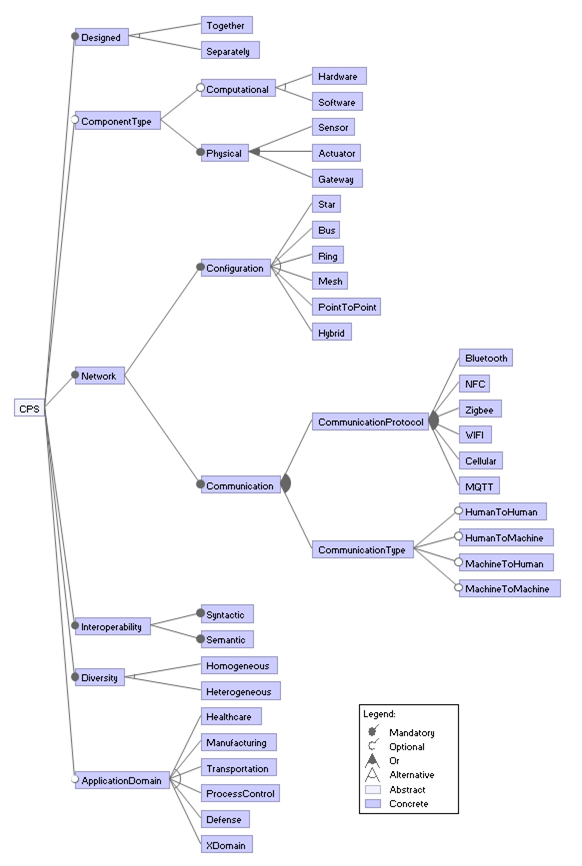 Together
Designed
Separately
Hardware
Computational
Software
ComponentType
Sensor
Physical
Actuator
Gateway
Star
Bus
Ring
Configuration
Mesh
PointToPoint
Hybrid
Bluetooth
Network
NFC
CPS
Zigbee
CommunicationProtocol
WIFI
Cellular
Communication
MQTT
HumanToHuman
HumanToMachine
CommunicationType
MachineToHuman
MachineToMachine
Syntactic
Interoperability
Semantic
Homogeneous
Diversity
Heterogeneous
Healthcare
Manufacturing
Transportation
ApplicationDomain
ProcessControl
Defense
XDomain
Legend:
Mandatory
Optional
Or
Alternative
Abstract
Concrete